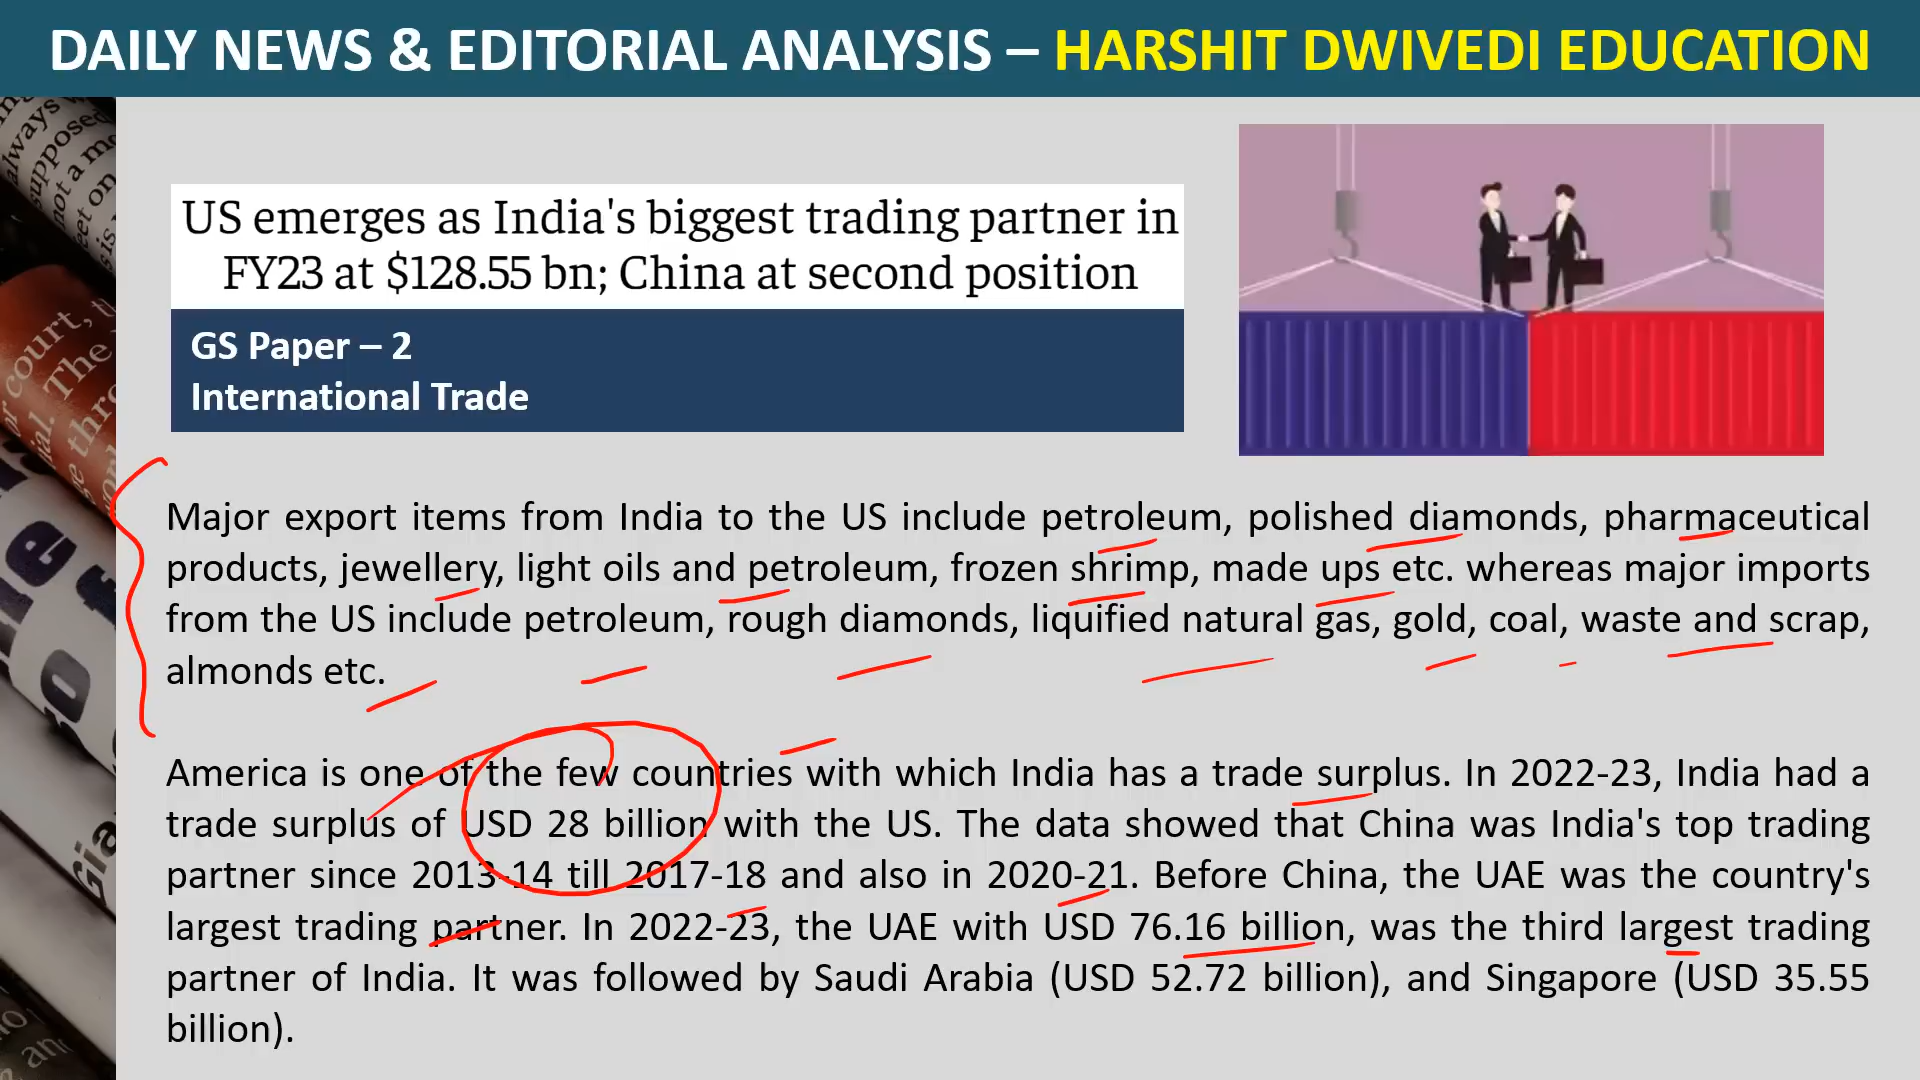 DAILY NEWS & EDITORIAL ANALYSIS – HARSHIT DWIVEDI EDUCATION
US emerges as India's biggest trading partner in
FY23 at $128.55 bn; China at second position
GS Paper – 2
International Trade
Major export items from India to the US include petroleum, polished diamonds, pharmaceutical
products, jewellery, light oils and petroleum, frozen shrimp, made ups etc. whereas major imports
from the US include petroleum, rough diamonds, liquified natural gas, gold, coal, waste and scrap,
almonds etc.
America is one of the few countries with which India has a trade surplus. In 2022-23, India had a
trade surplus of USD 28 billion with the US. The data showed that China was India's top trading
partner since 2013-14 till 2017-18 and also in 2020-21. Before China, the UAE was the country's
largest trading partner. In 2022-23, the UAE with USD 76.16 billion, was the third largest trading
partner of India. It was followed by Saudi Arabia (USD 52.72 billion), and Singapore (USD 35.55
billion).